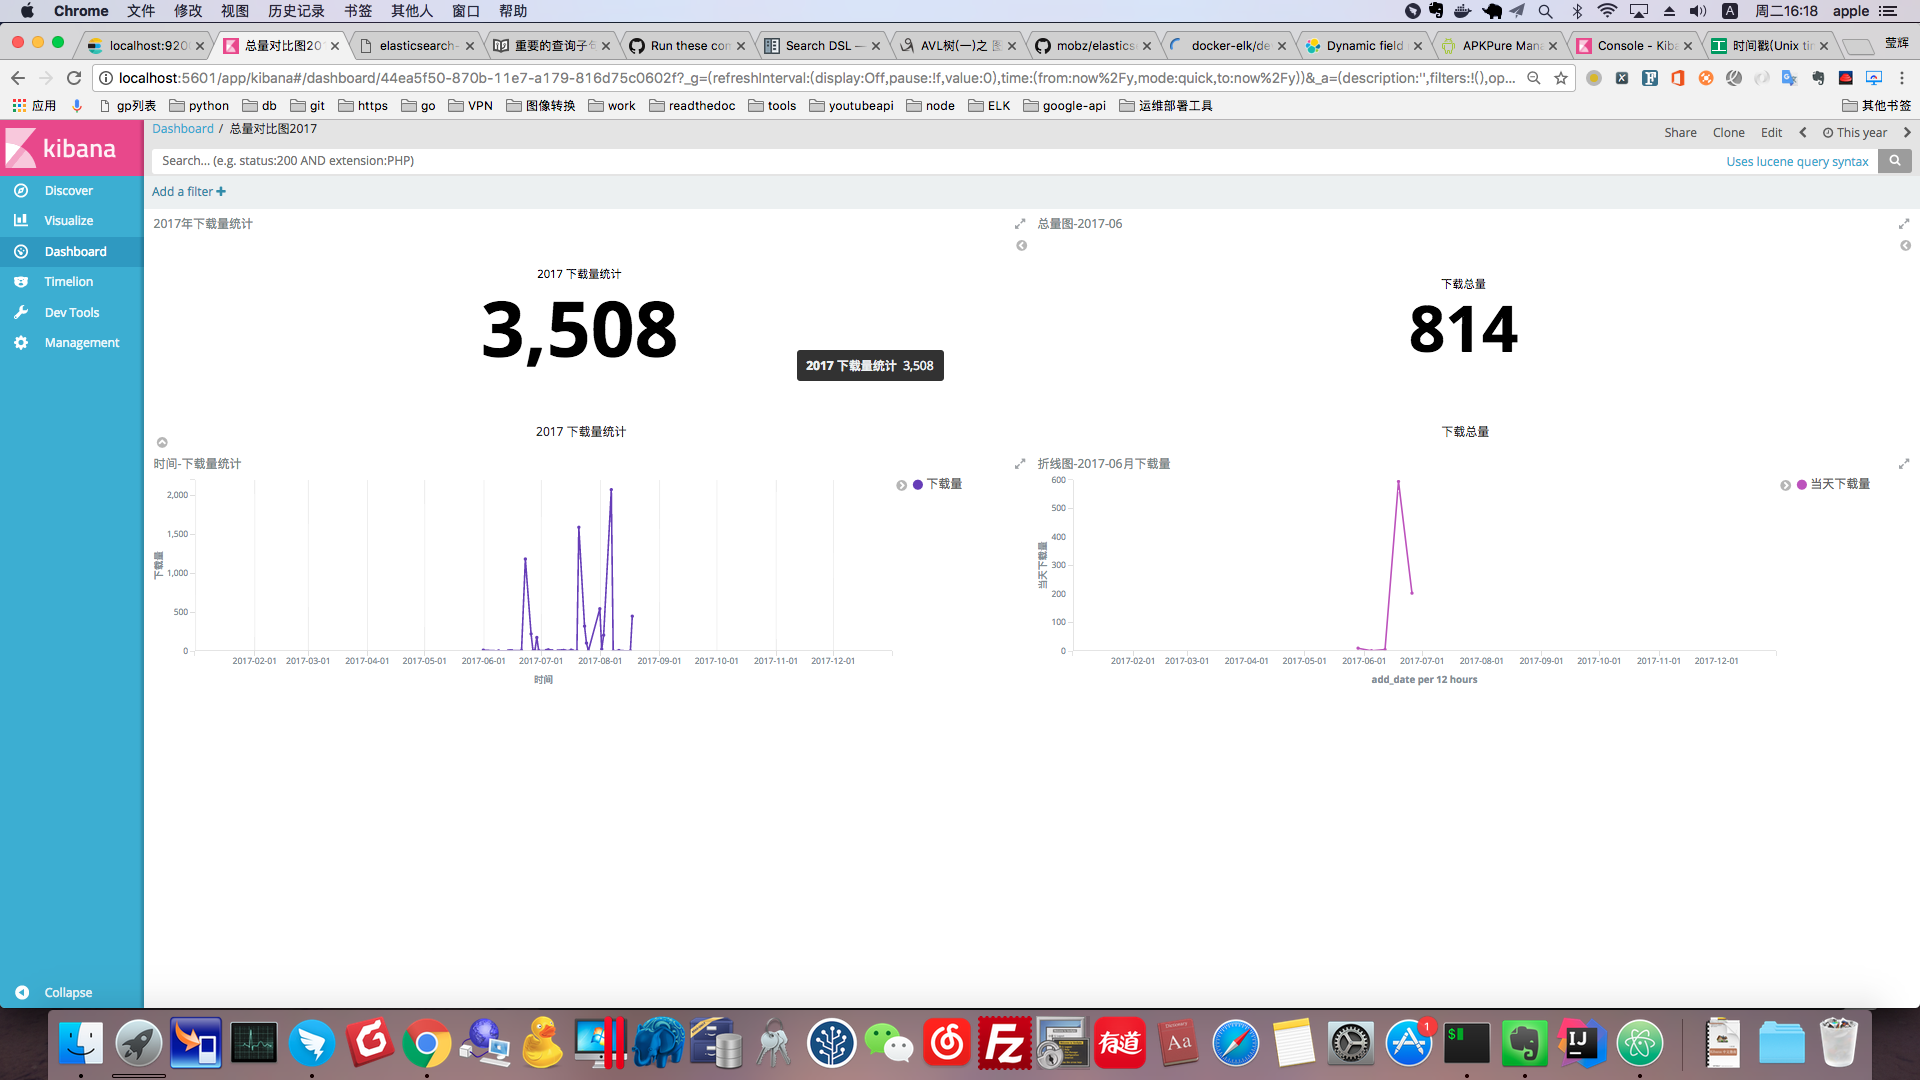 Chrome 文件 修改 视图 历史记录 书签 其他人 窗口 帮助 周二16:18 apple
localhost:920 总量对比图20 elasticsearch- 重要的查询子 Run these con Search DSL — AVL树(一)之 mobz/elastics docker-elk/de Dynamic field APKPure Mana Console - Kiba 时间戳(Unix tin 莹辉
localhost:5601/app/kibana#/dashboard/44ea5f50-870b-11e7-a179-816d75c0602f?_g=(refreshInterval:(display:Off,pause:!f,value:0),time:(from:now%2Fy,mode:quick,to:now%2Fy))&_a=(description:'',filters:!(),op...
应用 gp列表 python db git https go VPN 图像转换 work readthedoc tools youtubeapi node ELK google-api 运维部署工具 其他书签
kibana
Discover
Visualize
Dashboard
Timelion
Dev Tools
Management
Collapse
Dashboard / 总量对比图2017
Share Clone Edit This year
Search... (e.g. status:200 AND extension:PHP)
Uses lucene query syntax
Add a filter
2017年下载量统计
2017 下载量统计
3,508
2017 下载量统计 3,508
2017 下载量统计
总量图-2017-06
下载总量
814
下载总量
时间-下载量统计
下载量
下载量
2,000
1,500
1,000
500
0
2017-02-01 2017-03-01 2017-04-01 2017-05-01 2017-06-01 2017-07-01 2017-08-01 2017-09-01 2017-10-01 2017-11-01 2017-12-01
时间
折线图-2017-06月下载量
当天下载量
当天下载量
600
500
400
300
200
100
0
2017-02-01 2017-03-01 2017-04-01 2017-05-01 2017-06-01 2017-07-01 2017-08-01 2017-09-01 2017-10-01 2017-11-01 2017-12-01
add_date per 12 hours
Fz
有道
Aa
1
$
IJ